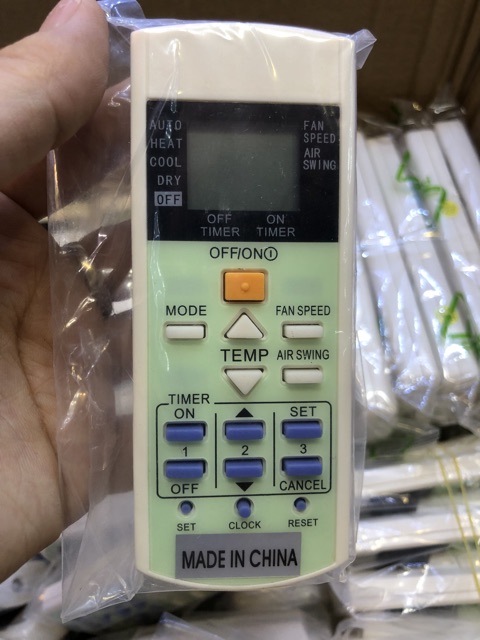 AUTO
HEAT
COOL
DRY
OFF
FAN
SPEED
AIR
SWING
OFF
TIMER
ON
TIMER
OFF/ON
MODE
FAN SPEED
TEMP
AIR SWING
TIMER
ON
SET
1
2
3
OFF
CANCEL
SET
CLOCK
RESET
MADE IN CHINA